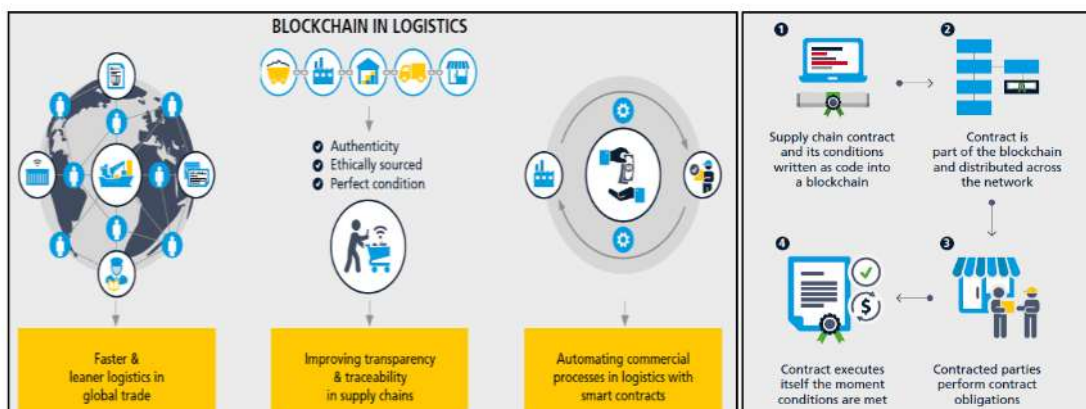 BLOCKCHAIN IN LOGISTICS
Authenticity
Ethically sourced
Perfect condition
Faster &
leaner logistics in
global trade
Improving transparency
& traceability
in supply chains
Automating commercial
processes in logistics with
smart contracts
1
Supply chain contract
and its conditions
written as code into
a blockchain
2
Contract is
part of the blockchain
and distributed across
the network
3
Contracted parties
perform contract
obligations
4
$
Contract executes
itself the moment
conditions are met